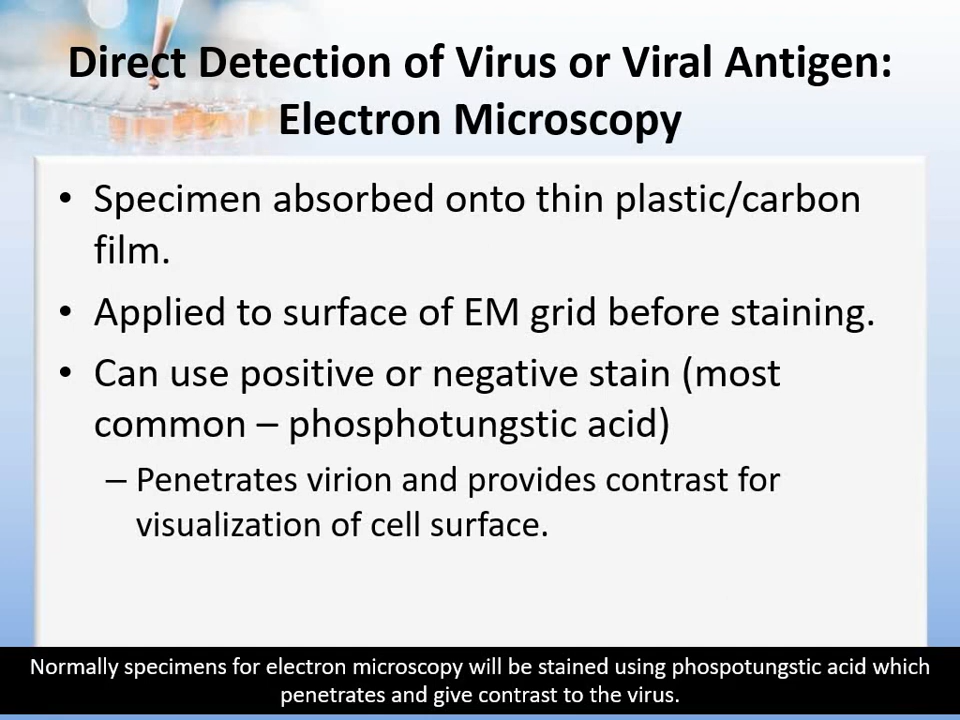 Direct Detection of Virus or Viral Antigen:
Electron Microscopy
• Specimen absorbed onto thin plastic/carbon
film.
• Applied to surface of EM grid before staining.
• Can use positive or negative stain (most
common – phosphotungstic acid)
– Penetrates virion and provides contrast for
visualization of cell surface.
Normally specimens for electron microscopy will be stained using phospotungstic acid which
penetrates and give contrast to the virus.